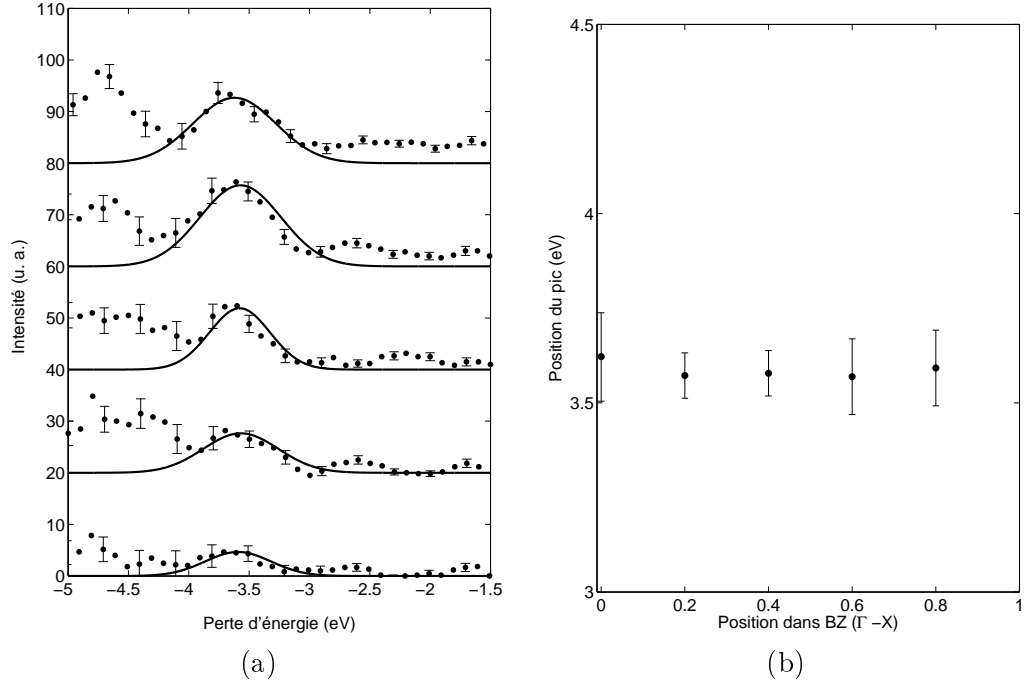 110
100
90
80
70
60
50
40
30
20
10
0
Intensité (u. a.)
−5 −4.5 −4 −3.5 −3 −2.5 −2 −1.5
Perte d'énergie (eV)
(a)
4.5
4
3.5
3
Position du pic (eV)
0 0.2 0.4 0.6 0.8 1
Position dans BZ (Γ −X)
(b)